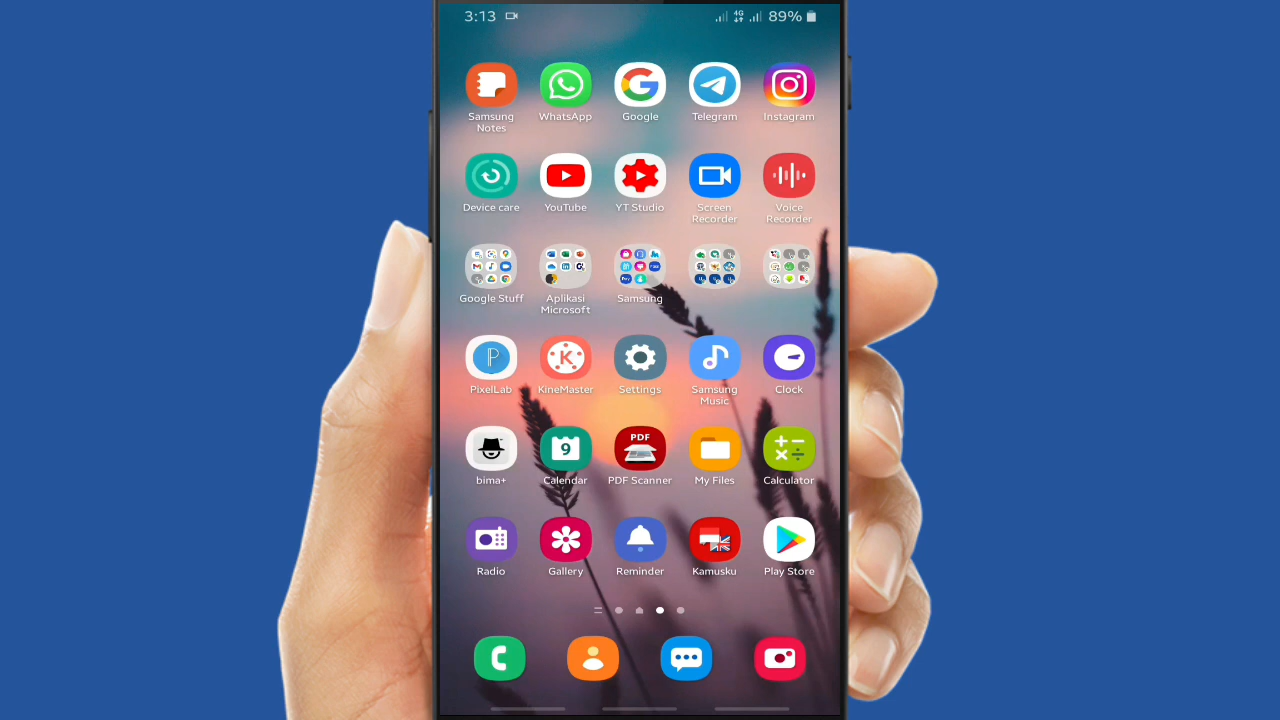 3:13
4G
89%
Samsung
Notes
WhatsApp
Google
Telegram
Instagram
Device care
YouTube
YT Studio
Screen
Recorder
Voice
Recorder
Google Stuff
Aplikasi
Microsoft
Samsung
PixelLab
KineMaster
Settings
Samsung
Music
Clock
9
PDF
bima+
Calendar
PDF Scanner
My Files
Calculator
Radio
Gallery
Reminder
Kamusku
Play Store